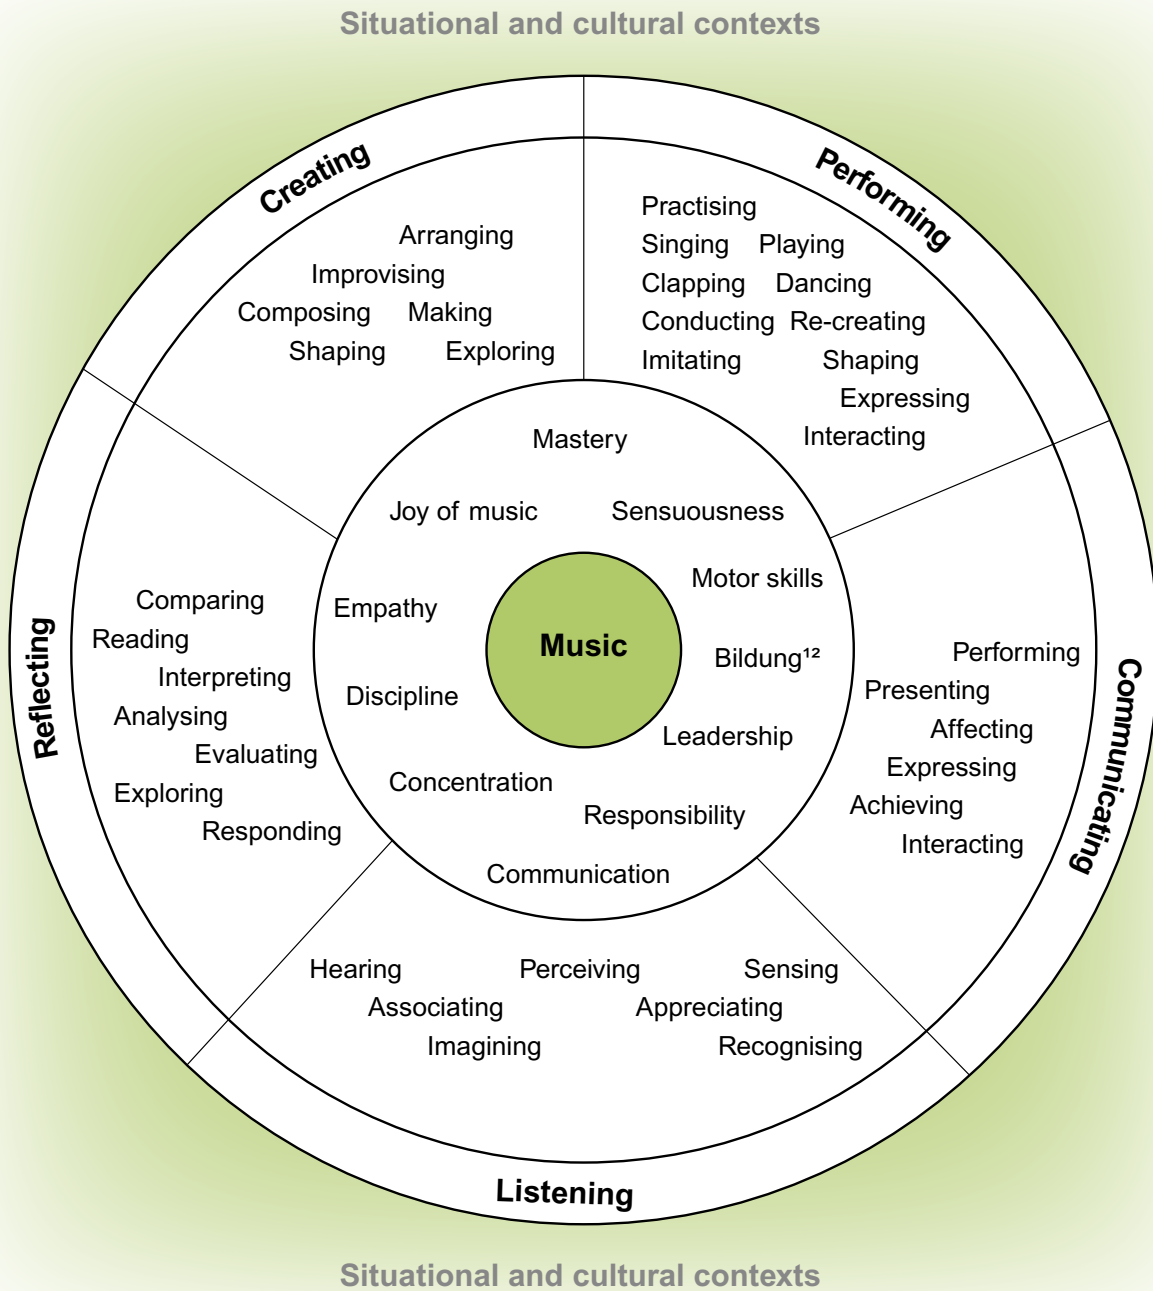 Situational and cultural contexts
Creating
Arranging
Improvising
Composing Making
Shaping Exploring
Performing
Practising
Singing Playing
Clapping Dancing
Conducting Re-creating
Imitating Shaping
Expressing
Interacting
Mastery
Joy of music Sensuousness
Motor skills
Empathy
Music
Bildung¹²
Discipline
Leadership
Concentration
Responsibility
Communication
Reflecting
Comparing
Reading
Interpreting
Analysing
Evaluating
Exploring
Responding
Communicating
Performing
Presenting
Affecting
Expressing
Achieving
Interacting
Hearing Perceiving Sensing
Associating Appreciating
Imagining Recognising
Listening
Situational and cultural contexts